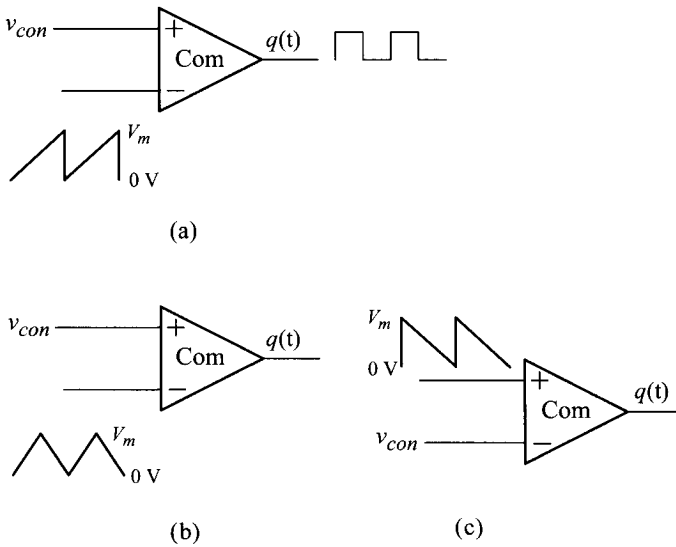 v_con + Com q(t)
−
V_m
0 V
(a)
v_con + Com q(t)
−
V_m
0 V
(b)
V_m
0 V
+ Com q(t)
v_con −
(c)